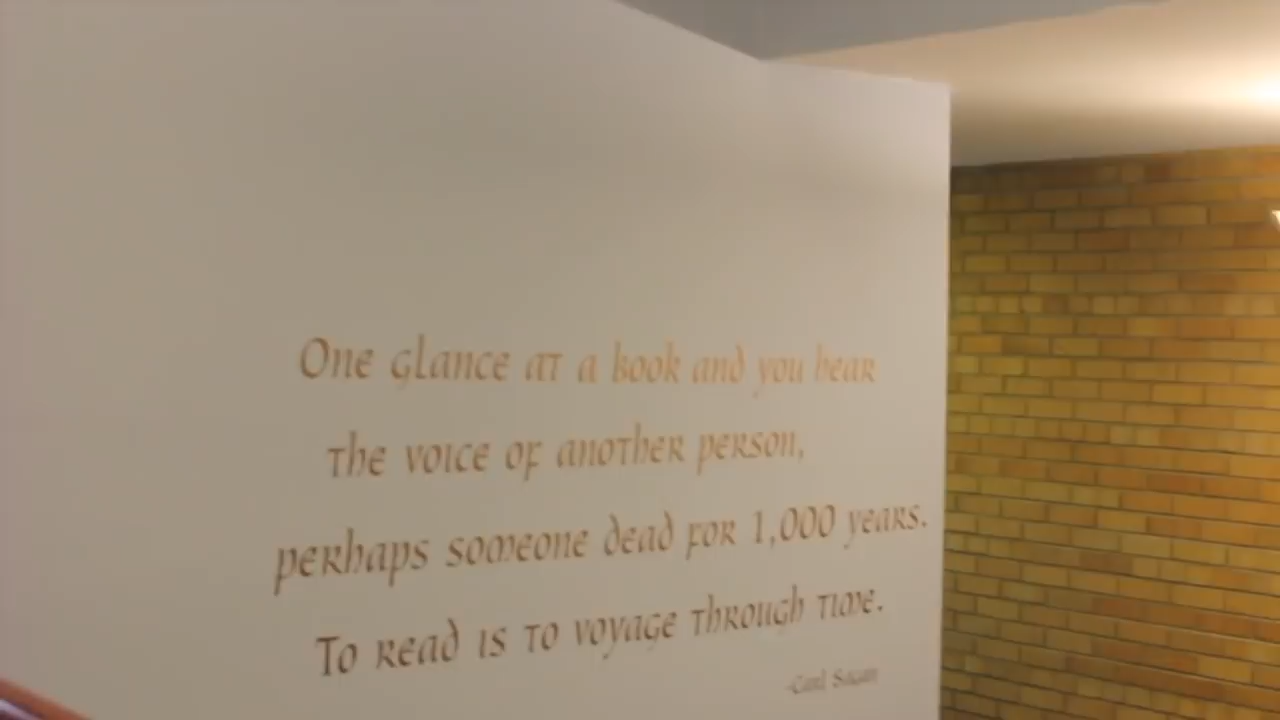 One glance at a book and you hear
the voice of another person,
perhaps someone dead for 1,000 years.
To read is to voyage through time.
-Carl Sagan